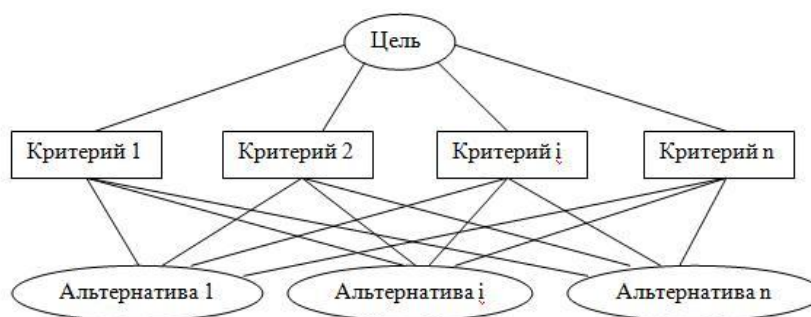 Цель
Критерий 1
Критерий 2
Критерий i
Критерий n
Альтернатива 1
Альтернатива i
Альтернатива n